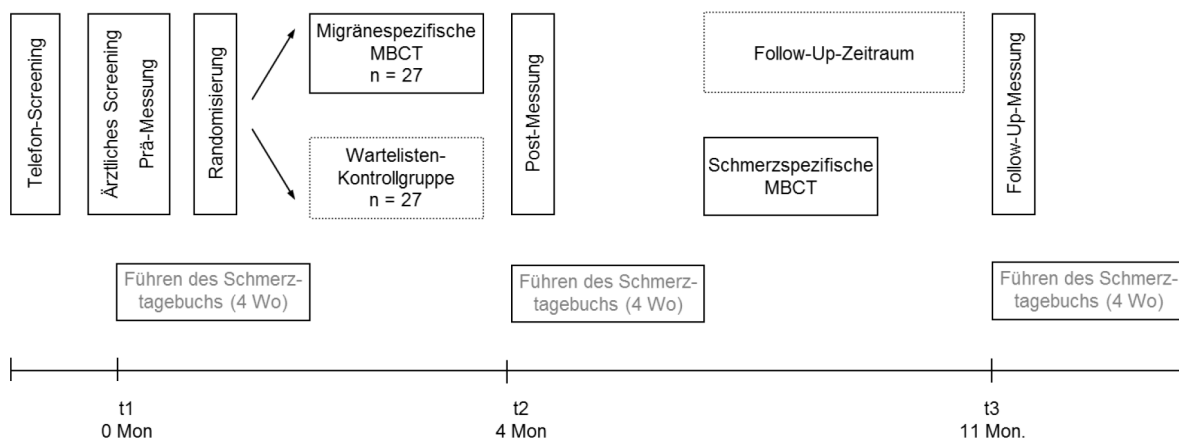 Telefon-Screening
Ärztliches Screening
Prä-Messung
Randomisierung
Migränespezifische
MBCT
n = 27
Wartelisten-
Kontrollgruppe
n = 27
Post-Messung
Follow-Up-Zeitraum
Schmerzspezifische
MBCT
Follow-Up-Messung
Führen des Schmerz-
tagebuchs (4 Wo)
Führen des Schmerz-
tagebuchs (4 Wo)
Führen des Schmerz-
tagebuchs (4 Wo)
t1
0 Mon
t2
4 Mon
t3
11 Mon.